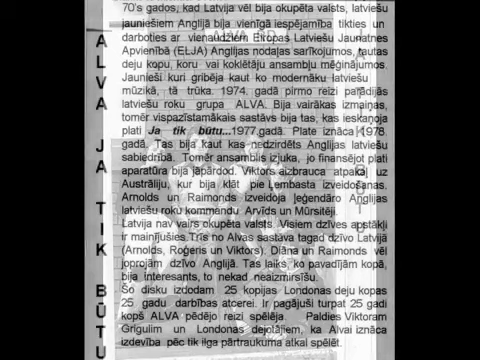 70's gados, kad Latvija vēl bija okupēta valsts, latviešu
jauniešiem Anglijā bija vienīgā iespējamība tikties un
darboties ar vienaudžiem Eiropas Latviešu Jaunatnes
Apvienībā (ELJA) Anglijas nodaļas sarīkojumos, tautas
deju kopu, koru vai koklētāju ansambļu mēģinājumos.
Jaunieši kuri gribēja kaut ko modernāku latviešu
mūzikā, tā trūka. 1974. gadā pirmo reizi parādijās
latviešu roku grupa ALVA. Bija vairākas izmaiņas,
tomēr vispazīstamākais sastāvs bija tas, kas ieskaņoja
plati Ja tik būtu...1977.gadā. Plate iznāca 1978.
gadā. Tas bija kaut kas nedzirdēts Anglijas latviešu
sabiedrībā. Tomēr ansamblis izjuka, jo finansējot plati
aparatūra bija jāpārdod. Viktors aizbrauca atpakaļ uz
Austrāliju, kur bija klāt pie Lembasta izveidošanas.
Arnolds un Raimonds izveidoja leģendāro Anglijas
latviešu roku kommandu Arvīds un Mūrsitēji.
Latvija nav vairs okupēta valsts. Visiem dzīves apstākļi
ir mainījušies.Trīs no Alvas sastava tagad dzīvo Latvijā
(Arnolds, Roģeris un Viktors). Diāna un Raimonds vēl
joprojām dzīvo Anglijā. Tas laiks, ko pavadījām kopā,
bija interesants, to nekad neaizmirsīsu.
Šo disku izdodam 25 kopijas Londonas deju kopas
25 gadu darbības atcerei. Ir pagājuši turpat 25 gadi
kopš ALVA pēdējo reizi spēlēja. Paldies Viktoram
Grīgulim un Londonas dejotājiem, ka Alvai iznāca
izdevība pēc tik ilga pārtraukuma atkal spēlēt.
ALVA JA TIK BŪTU